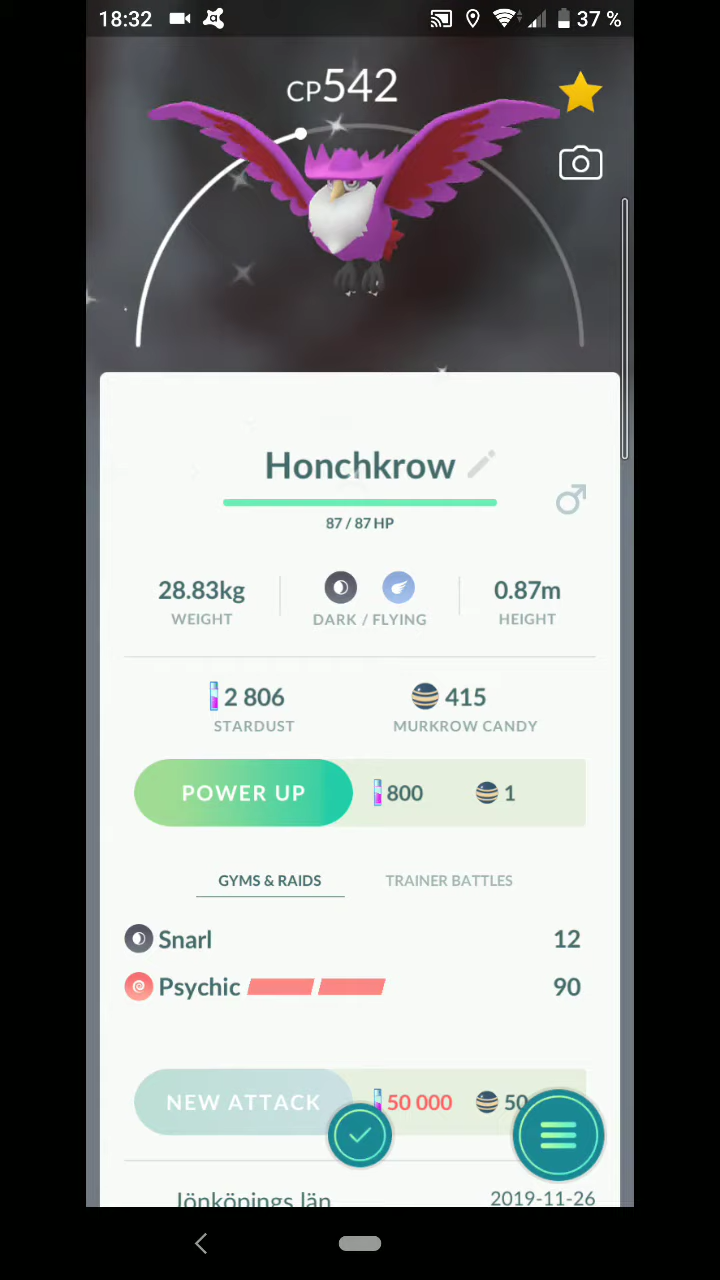 18:32 37 %
CP542
Honchkrow
87 / 87 HP
28.83kg 0.87m
WEIGHT DARK / FLYING HEIGHT
2 806 415
STARDUST MURKROW CANDY
POWER UP 800 1
GYMS & RAIDS TRAINER BATTLES
Snarl 12
Psychic 90
NEW ATTACK 50 000 50
Jönköpings län 2019-11-26